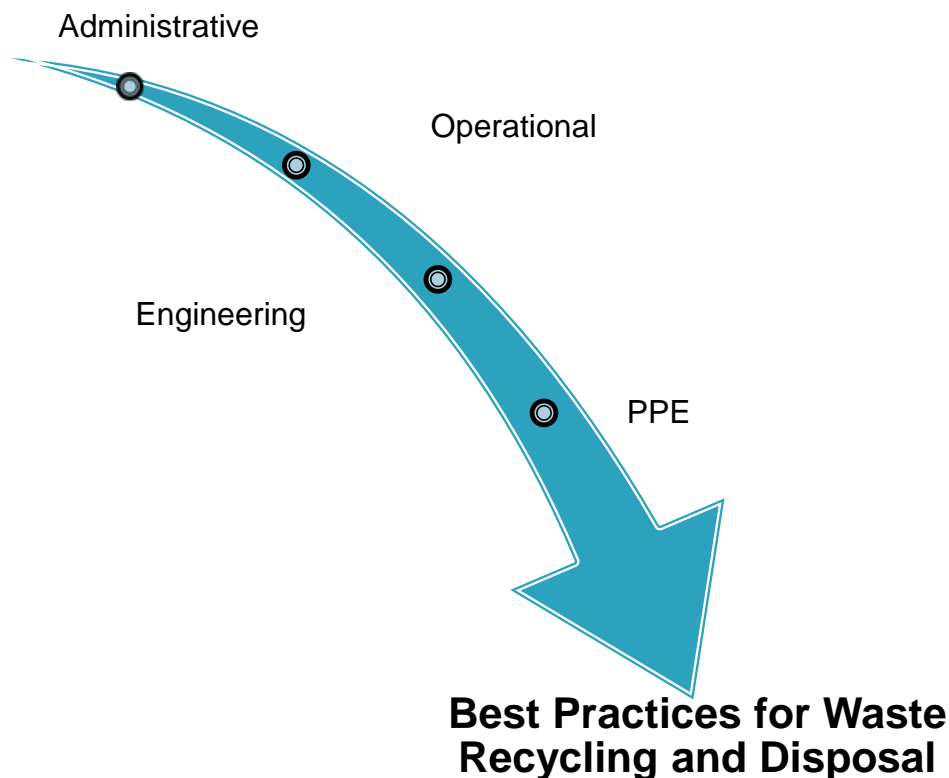 Administrative
Operational
Engineering
PPE
Best Practices for Waste
Recycling and Disposal